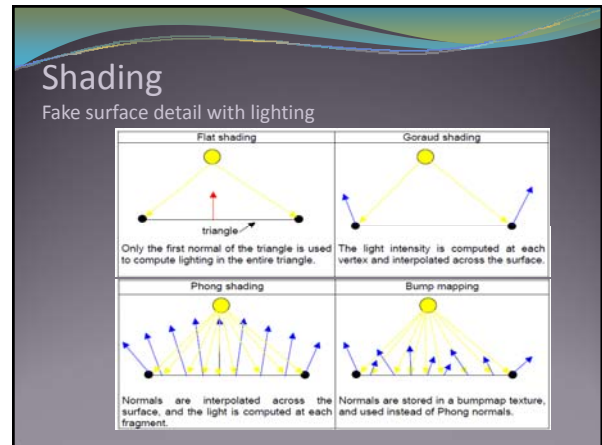 Shading
Fake surface detail with lighting
Flat shading
triangle
Only the first normal of the triangle is used
to compute lighting in the entire triangle.
Goraud shading
The light intensity is computed at each
vertex and interpolated across the surface.
Phong shading
Normals are interpolated across the
surface, and the light is computed at each
fragment.
Bump mapping
Normals are stored in a bumpmap texture,
and used instead of Phong normals.